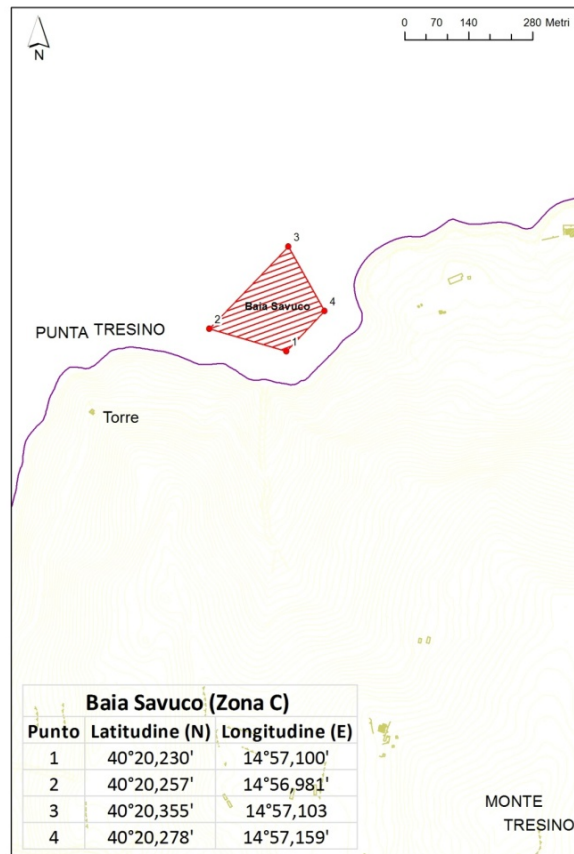 0 70 140 280 Metri
N
3
4
Baia Savuco
2
1
PUNTA TRESINO
Torre
Baia Savuco (Zona C)
Punto Latitudine (N) Longitudine (E)
1 40°20,230' 14°57,100'
2 40°20,257' 14°56,981'
3 40°20,355' 14°57,103
4 40°20,278' 14°57,159'
MONTE
TRESINO